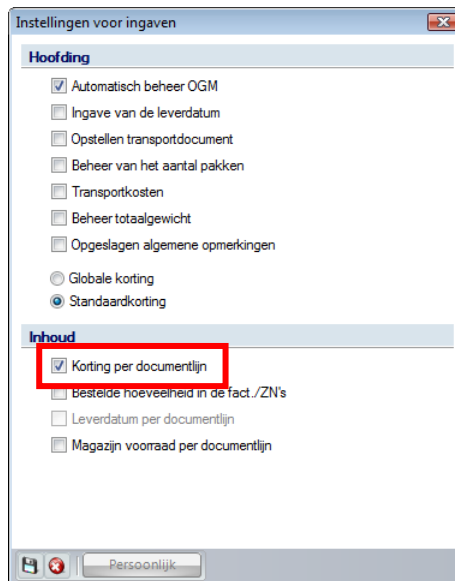 Instellingen voor ingaven
Hoofding
Automatisch beheer OGM
Ingave van de leverdatum
Opstellen transportdocument
Beheer van het aantal pakken
Transportkosten
Beheer totaalgewicht
Opgeslagen algemene opmerkingen
Globale korting
Standaardkorting
Inhoud
Korting per documentlijn
Bestelde hoeveelheid in de fact./ZN's
Leverdatum per documentlijn
Magazijn voorraad per documentlijn
Persoonlijk